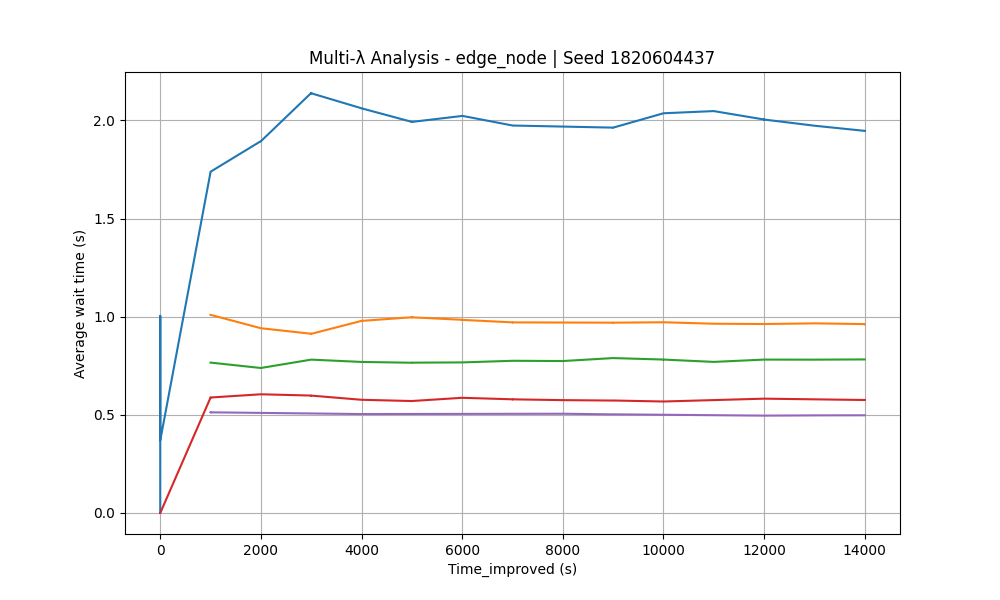 Multi-λ Analysis - edge_node | Seed 1820604437
Average wait time (s)
2.0
1.5
1.0
0.5
0.0
0 2000 4000 6000 8000 10000 12000 14000
Time_improved (s)